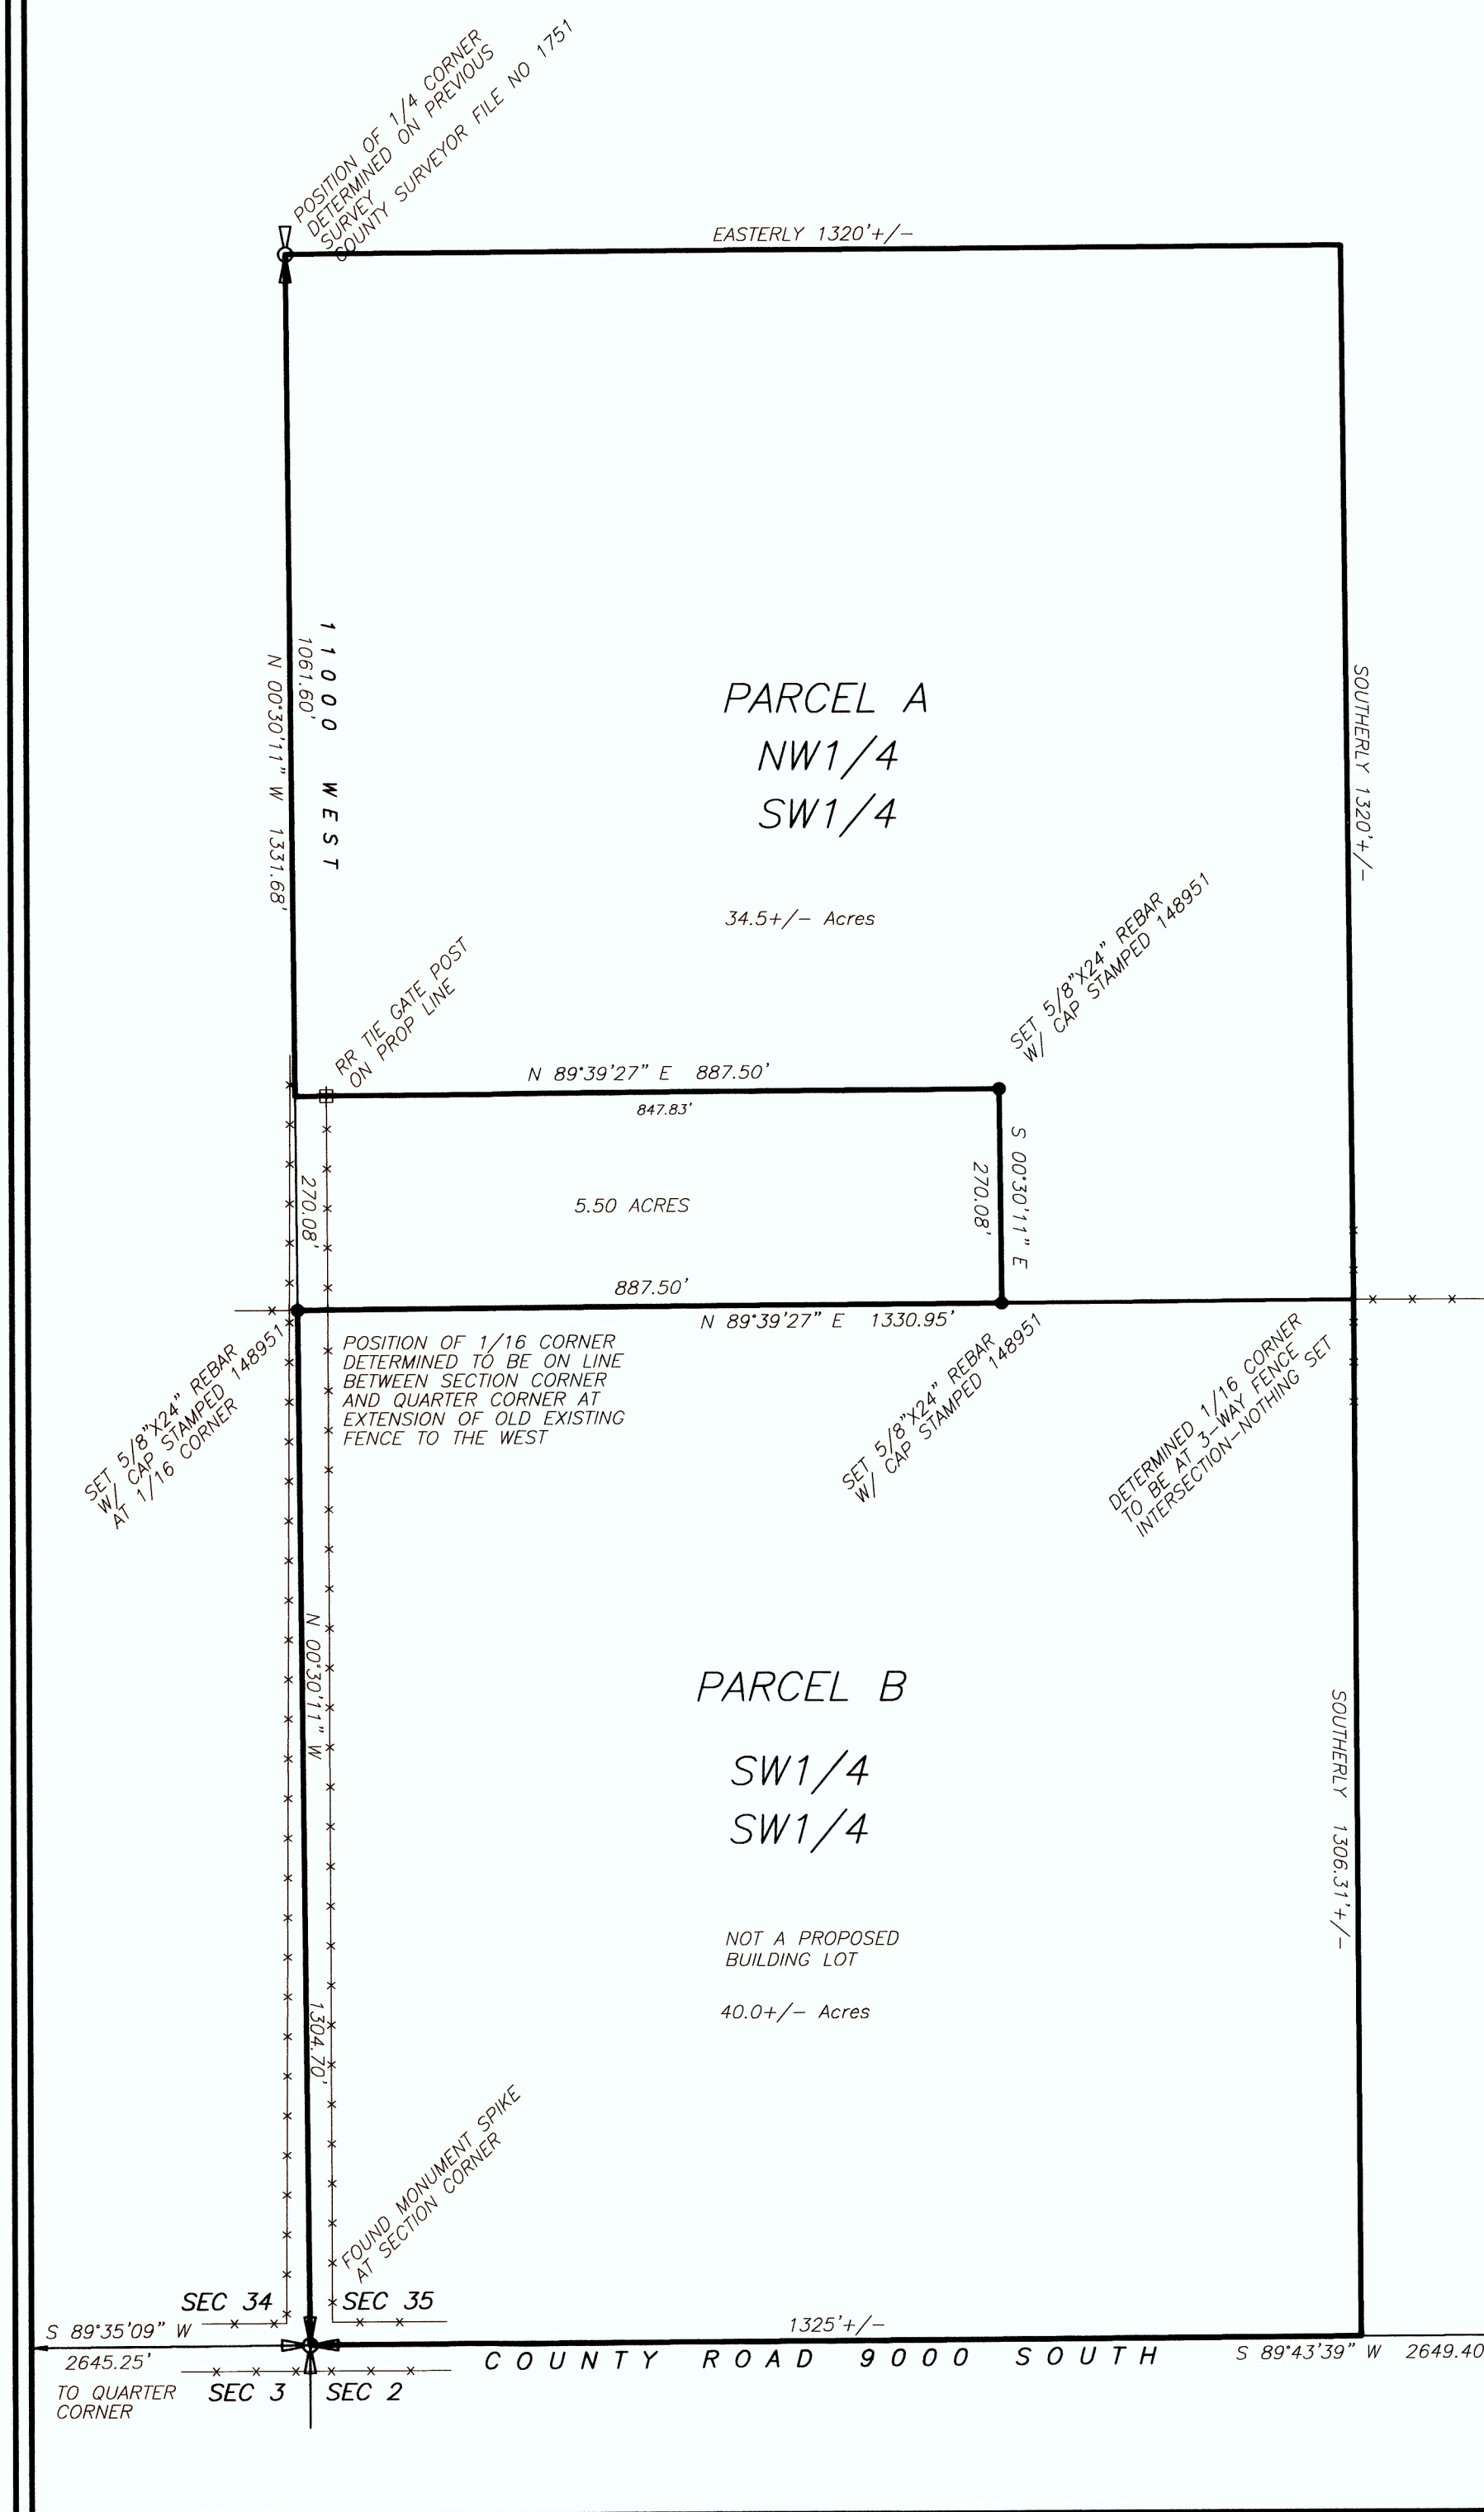 POSITION OF 1/4 CORNER
DETERMINED ON PREVIOUS
SURVEY
COUNTY SURVEYOR FILE NO 1751
EASTERLY 1320'+/-
11000 WEST
1061.60'
N 00°30'11" W 1331.68'
PARCEL A
NW1/4
SW1/4
34.5+/- Acres
SOUTHERLY 1320'+/-
RR TIE GATE POST
ON PROP LINE
SET 5/8"X24" REBAR
W/ CAP STAMPED 148951
N 89°39'27" E 887.50'
847.83'
270.08'
5.50 ACRES
270.08'
S 00°30'11" E
887.50'
N 89°39'27" E 1330.95'
SET 5/8"X24" REBAR
W/ CAP STAMPED 148951
AT 1/16 CORNER
POSITION OF 1/16 CORNER
DETERMINED TO BE ON LINE
BETWEEN SECTION CORNER
AND QUARTER CORNER AT
EXTENSION OF OLD EXISTING
FENCE TO THE WEST
SET 5/8"X24" REBAR
W/ CAP STAMPED 148951
DETERMINED 1/16 CORNER
TO BE AT 3-WAY FENCE
INTERSECTION-NOTHING SET
N 00°30'11" W
1304.70'
PARCEL B
SW1/4
SW1/4
NOT A PROPOSED
BUILDING LOT
40.0+/- Acres
SOUTHERLY 1306.31'+/-
FOUND MONUMENT SPIKE
AT SECTION CORNER
SEC 34
SEC 35
S 89°35'09" W
2645.25'
TO QUARTER
CORNER
SEC 3
SEC 2
1325'+/-
COUNTY ROAD 9000 SOUTH
S 89°43'39" W 2649.40